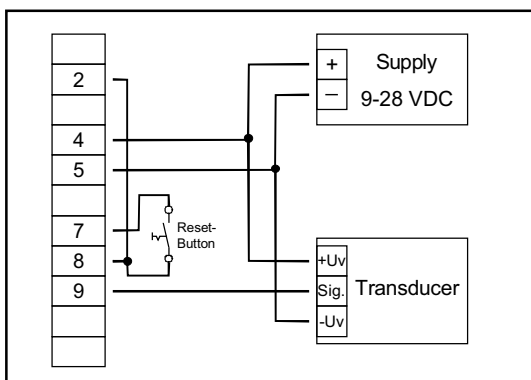 2
4
5
7
8
9
Reset-
Button
+
−
Supply
9-28 VDC
+Uv
Sig.
-Uv
Transducer